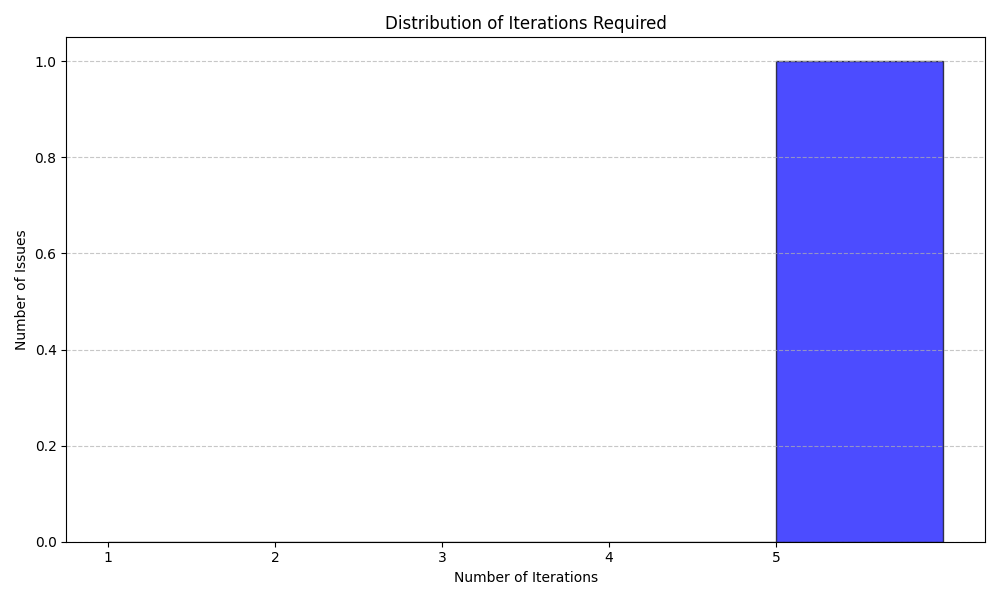 Distribution of Iterations Required
1.0
0.8
0.6
0.4
0.2
0.0
Number of Issues
1 2 3 4 5
Number of Iterations